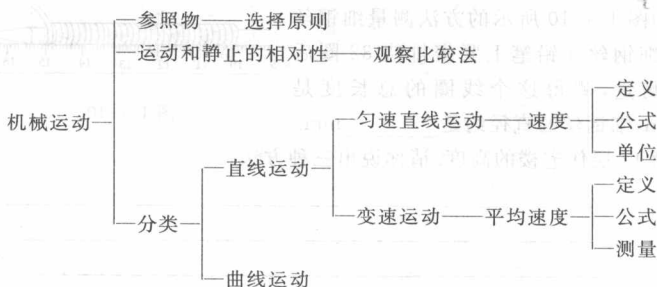 参照物——选择原则
运动和静止的相对性——观察比较法
机械运动
分类
直线运动
匀速直线运动——速度
定义
公式
单位
变速运动——平均速度
定义
公式
测量
曲线运动